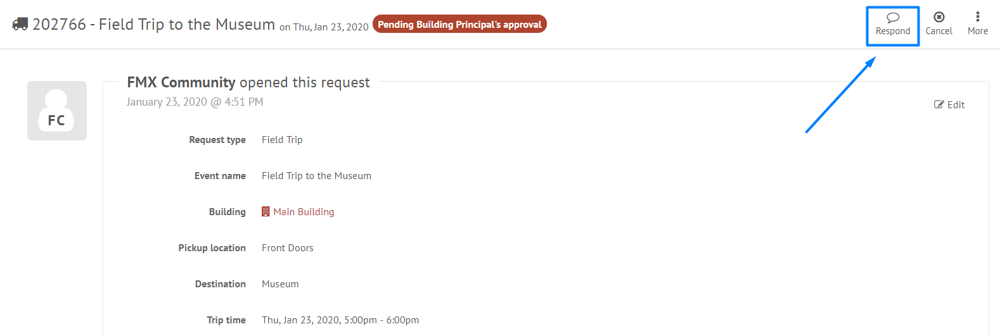 202766 - Field Trip to the Museum on Thu, Jan 23, 2020 Pending Building Principal's approval
Respond Cancel More
FMX Community opened this request
January 23, 2020 @ 4:51 PM
Edit
FC
Request type Field Trip
Event name Field Trip to the Museum
Building Main Building
Pickup location Front Doors
Destination Museum
Trip time Thu, Jan 23, 2020, 5:00pm - 6:00pm